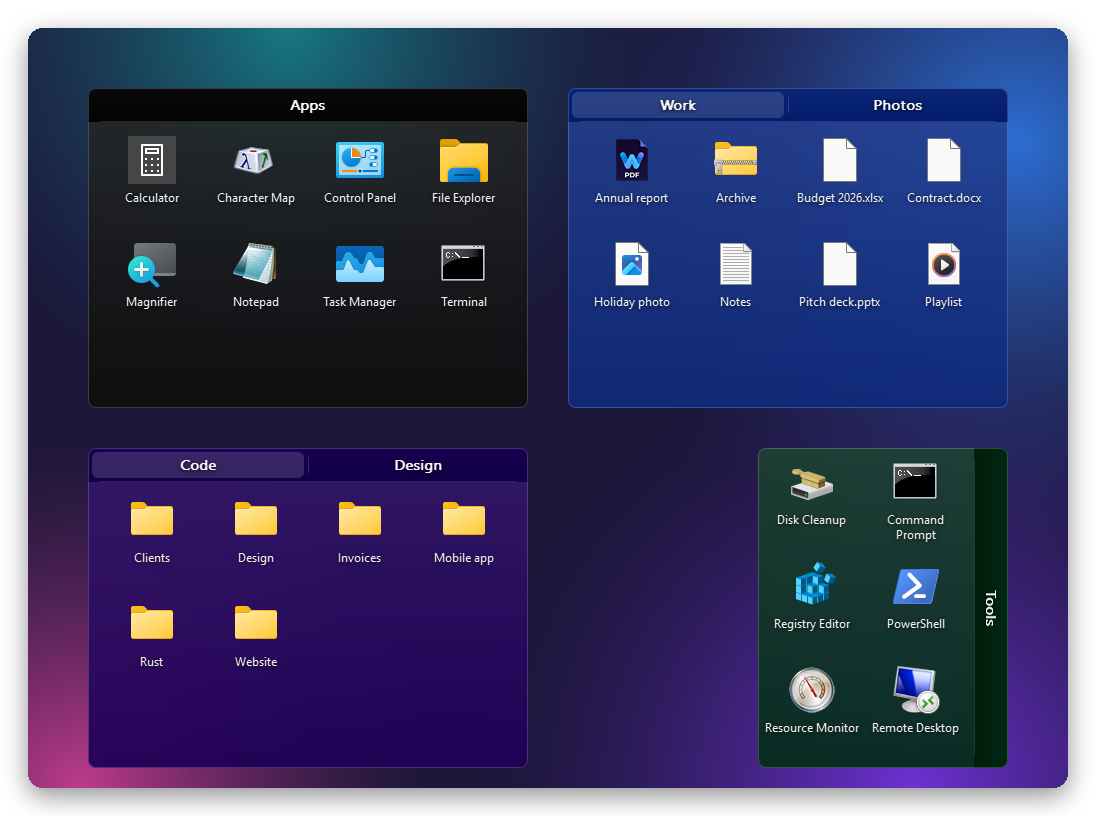 Apps
Calculator
Character Map
Control Panel
File Explorer
Magnifier
Notepad
C:\_
Task Manager
Terminal
Work
Photos
W
PDF
Annual report
Archive
Budget 2026.xlsx
Contract.docx
Holiday photo
Notes
Pitch deck.pptx
Playlist
Code
Design
Clients
Design
Invoices
Mobile app
Rust
Website
C:\_
Disk Cleanup
Command
Prompt
Registry Editor
PowerShell
Resource Monitor
Remote Desktop
Tools